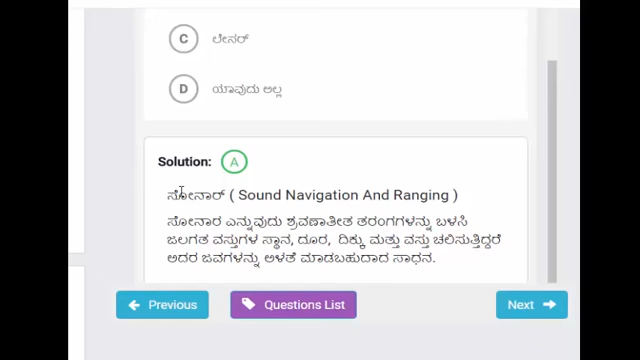 C ಲೇಸರ್
D ಯಾವುದು ಅಲ್ಲ
Solution: A
ಸೋನಾರ್ ( Sound Navigation And Ranging )
ಸೋನಾರ ಎನ್ನುವುದು ಶ್ರವಣಾತೀತ ತರಂಗಗಳನ್ನು ಬಳಸಿ
ಜಲಗತ ವಸ್ತುಗಳ ಸ್ಥಾನ, ದೂರ, ದಿಕ್ಕು ಮತ್ತು ವಸ್ತು ಚಲಿಸುತ್ತಿದ್ದರೆ
ಅದರ ಜವಗಳನ್ನು ಅಳತೆ ಮಾಡಬಹುದಾದ ಸಾಧನ.
Previous Questions List Next